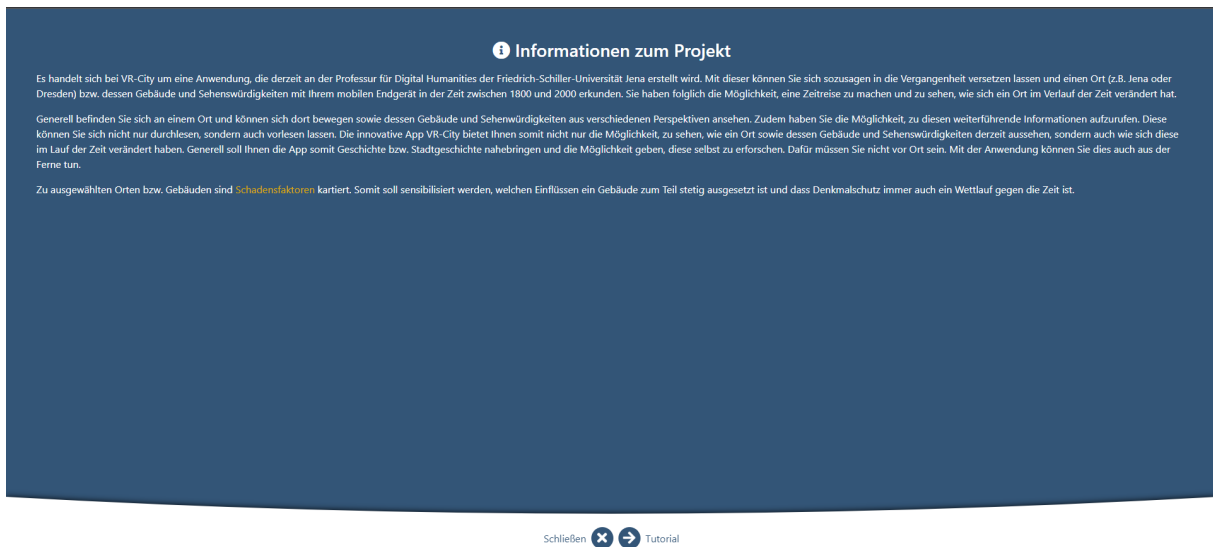 Informationen zum Projekt
Es handelt sich bei VR-City um eine Anwendung, die derzeit an der Professur für Digital Humanities der Friedrich-Schiller-Universität Jena erstellt wird. Mit dieser können Sie sich sozusagen in die Vergangenheit versetzen lassen und einen Ort (z.B. Jena oder
Dresden) bzw. dessen Gebäude und Sehenswürdigkeiten mit Ihrem mobilen Endgerät in der Zeit zwischen 1800 und 2000 erkunden. Sie haben folglich die Möglichkeit, eine Zeitreise zu machen und zu sehen, wie sich ein Ort im Verlauf der Zeit verändert hat.
Generell befinden Sie sich an einem Ort und können sich dort bewegen sowie dessen Gebäude und Sehenwürdigkeiten aus verschiedenen Perspektiven ansehen. Zudem haben Sie die Möglichkeit, zu diesen weiterführende Informationen aufzurufen. Diese
können Sie sich nicht nur durchlesen, sondern auch vorlesen lassen. Die innovative App VR-City bietet Ihnen somit nicht nur die Möglichkeit, zu sehen, wie ein Ort sowie dessen Gebäude und Sehenswürdigkeiten derzeit aussehen, sondern auch wie sich diese
im Lauf der Zeit verändert haben. Generell soll Ihnen die App somit Geschichte bzw. Stadtgeschichte nahebringen und die Möglichkeit geben, diese selbst zu erforschen. Dafür müssen Sie nicht vor Ort sein. Mit der Anwendung können Sie dies auch aus der
Ferne tun.
Zu ausgewählten Orten bzw. Gebäuden sind Schadensfaktoren kartiert. Somit soll sensibilisiert werden, welchen Einflüssen ein Gebäude zum Teil stetig ausgesetzt ist und dass Denkmalschutz immer auch ein Wettlauf gegen die Zeit ist.
Schließen Tutorial